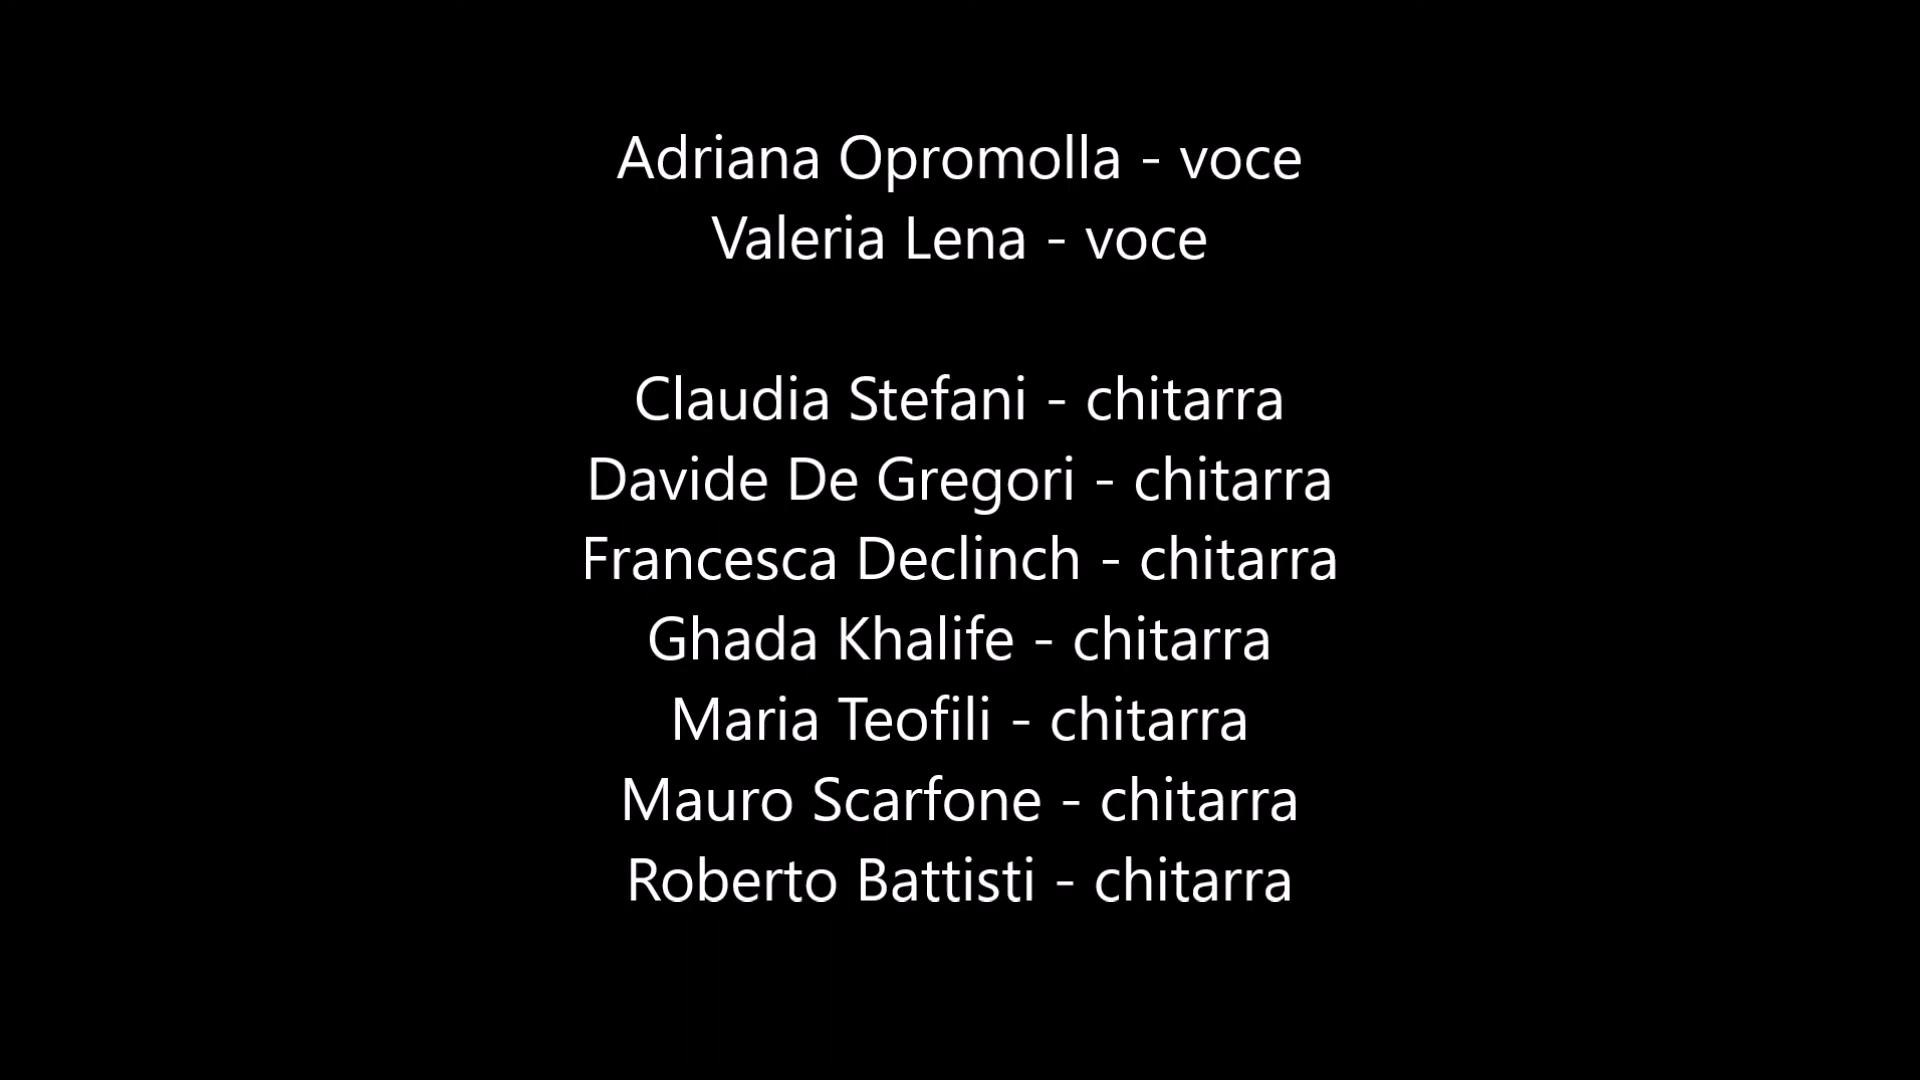 Adriana Opromolla - voce
Valeria Lena - voce
Claudia Stefani - chitarra
Davide De Gregori - chitarra
Francesca Declinch - chitarra
Ghada Khalife - chitarra
Maria Teofili - chitarra
Mauro Scarfone - chitarra
Roberto Battisti - chitarra